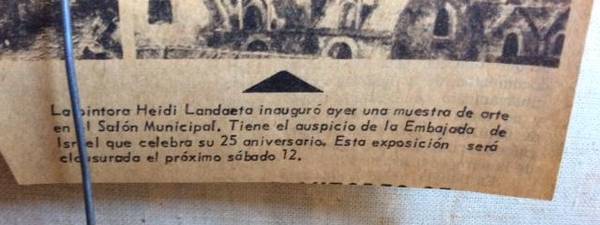 La pintora Heidi Landaeta inauguró ayer una muestra de arte
en el Salón Municipal. Tiene el auspicio de la Embajada de
Israel que celebra su 25 aniversario. Esta exposición será
clausurada el próximo sábado 12.